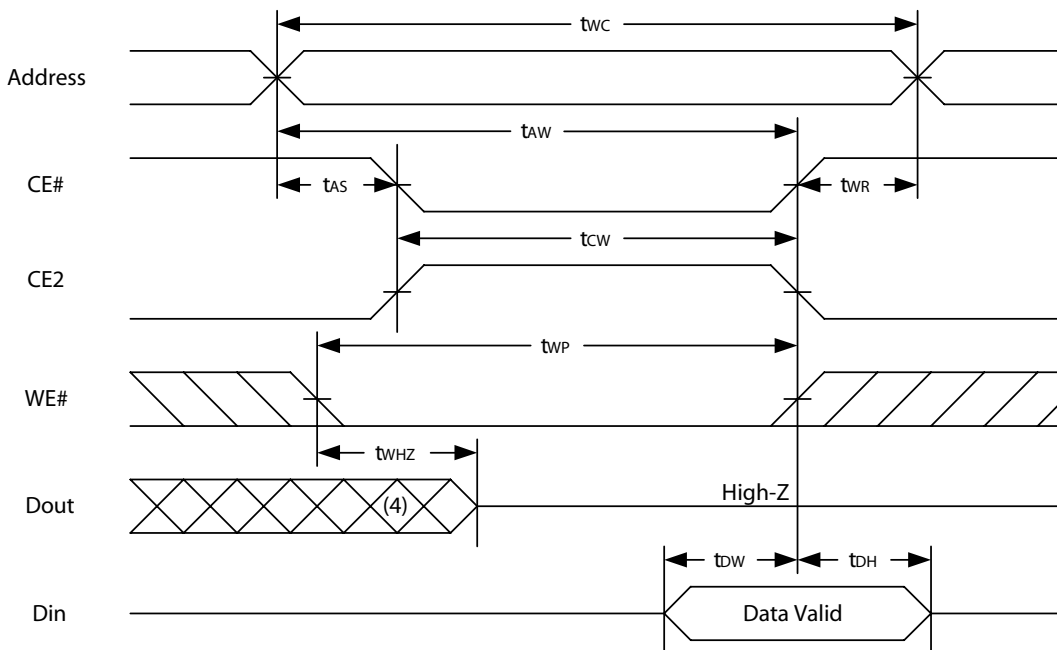 tWC
Address
tAW
CE#
tAS
tWR
tCW
CE2
tWP
WE#
tWHZ
Dout
(4)
High-Z
tDW
tDH
Din
Data Valid